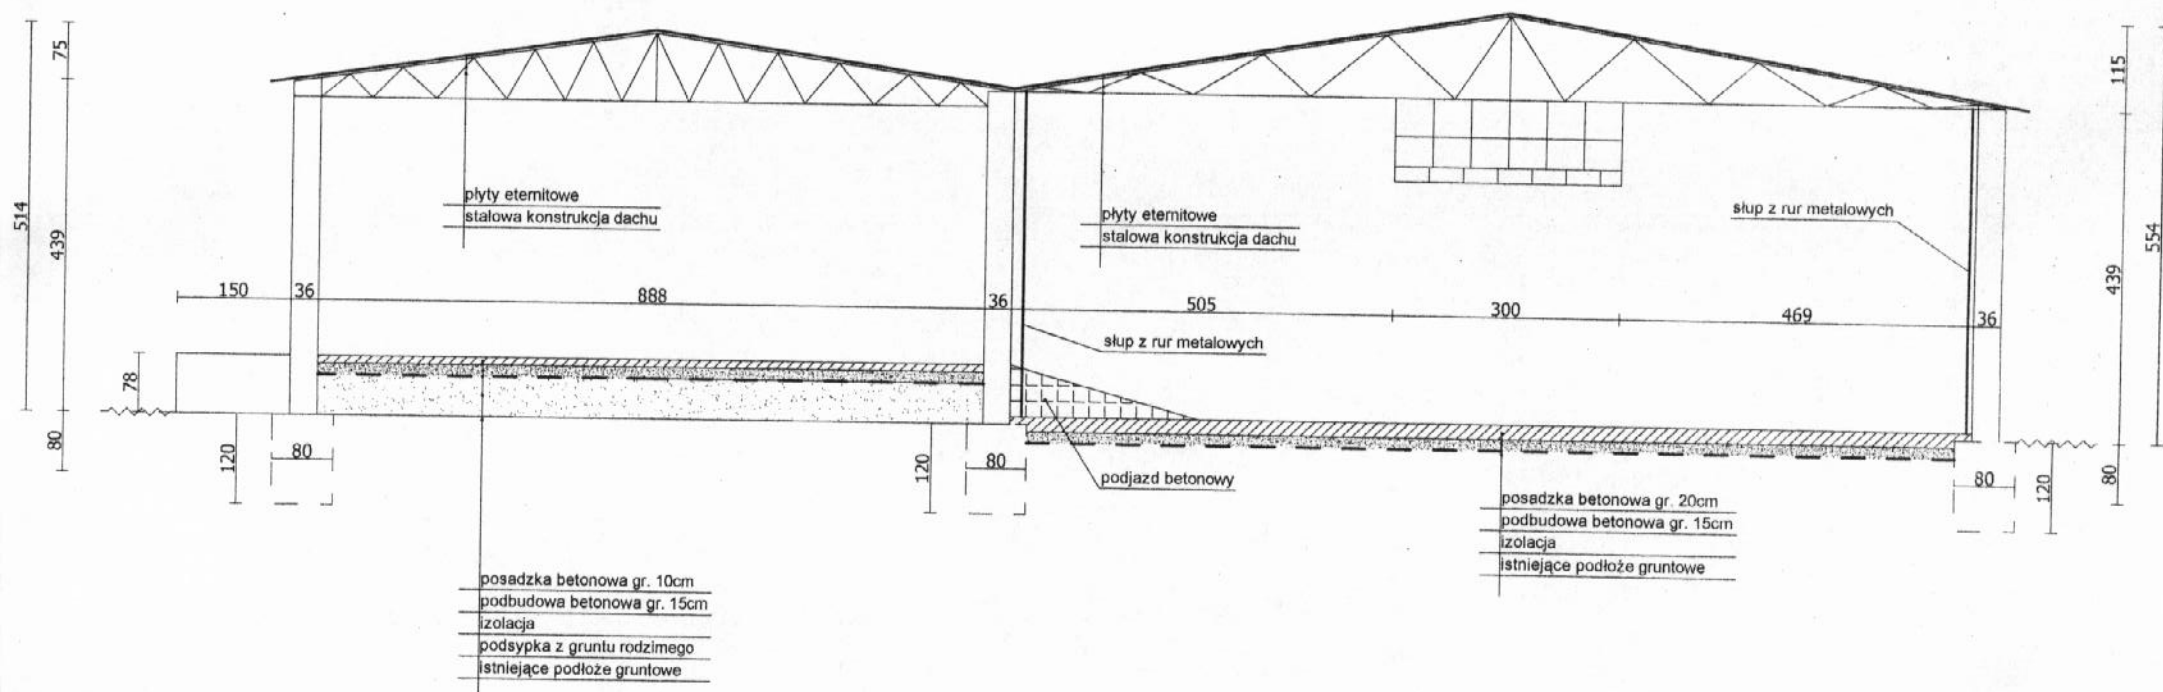 75
514
439
80
115
554
439
80
płyty eternitowe
stalowa konstrukcja dachu
płyty eternitowe
stalowa konstrukcja dachu
słup z rur metalowych
150 36 888 36 505 300 469 36
słup z rur metalowych
78
120
80
120
80
podjazd betonowy
80
120
posadzka betonowa gr. 20cm
podbudowa betonowa gr. 15cm
izolacja
istniejące podłoże gruntowe
posadzka betonowa gr. 10cm
podbudowa betonowa gr. 15cm
izolacja
podsypka z gruntu rodzimego
istniejące podłoże gruntowe